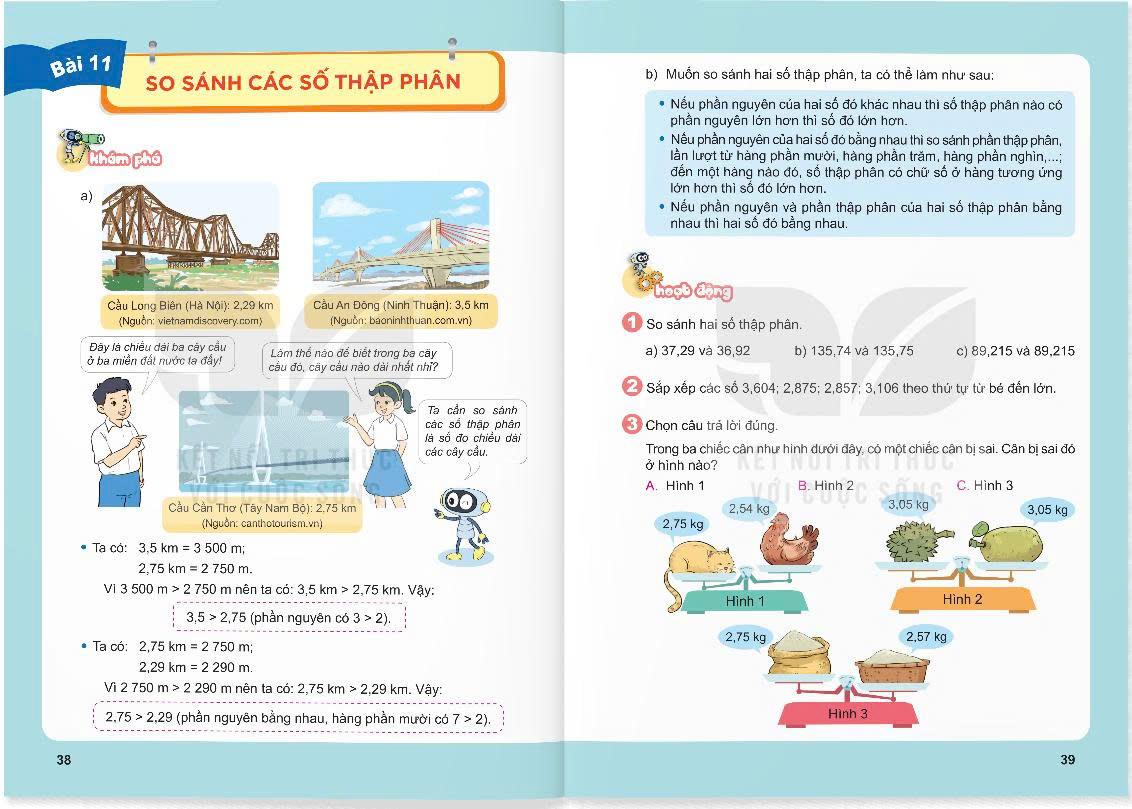 Bài 11
SO SÁNH CÁC SỐ THẬP PHÂN
khám phá
a)
Cầu Long Biên (Hà Nội): 2,29 km
(Nguồn: vietnamdiscovery.com)
Cầu An Đông (Ninh Thuận): 3,5 km
(Nguồn: baoninhthuan.com.vn)
Đây là chiều dài ba cây cầu
ở ba miền đất nước ta đấy!
Làm thế nào để biết trong ba cây
cầu đó, cây cầu nào dài nhất nhỉ?
Ta cần so sánh
các số thập phân
là số đo chiều dài
các cây cầu.
Cầu Cần Thơ (Tây Nam Bộ): 2,75 km
(Nguồn: canthotourism.vn)
KẾT NỐI TRI THỨC
VỚI CUỘC SỐNG
• Ta có: 3,5 km = 3 500 m;
2,75 km = 2 750 m.
Vì 3 500 m > 2 750 m nên ta có: 3,5 km > 2,75 km. Vậy:
3,5 > 2,75 (phần nguyên có 3 > 2).
• Ta có: 2,75 km = 2 750 m;
2,29 km = 2 290 m.
Vì 2 750 m > 2 290 m nên ta có: 2,75 km > 2,29 km. Vậy:
2,75 > 2,29 (phần nguyên bằng nhau, hàng phần mười có 7 > 2).
38
b) Muốn so sánh hai số thập phân, ta có thể làm như sau:
• Nếu phần nguyên của hai số đó khác nhau thì số thập phân nào có
phần nguyên lớn hơn thì số đó lớn hơn.
• Nếu phần nguyên của hai số đó bằng nhau thì so sánh phần thập phân,
lần lượt từ hàng phần mười, hàng phần trăm, hàng phần nghìn,...;
đến một hàng nào đó, số thập phân có chữ số ở hàng tương ứng
lớn hơn thì số đó lớn hơn.
• Nếu phần nguyên và phần thập phân của hai số thập phân bằng
nhau thì hai số đó bằng nhau.
hoạt động
1 So sánh hai số thập phân.
a) 37,29 và 36,92 b) 135,74 và 135,75 c) 89,215 và 89,215
2 Sắp xếp các số 3,604; 2,875; 2,857; 3,106 theo thứ tự từ bé đến lớn.
3 Chọn câu trả lời đúng.
Trong ba chiếc cân như hình dưới đây, có một chiếc cân bị sai. Cân bị sai đó
ở hình nào?
KẾT NỐI TRI THỨC
VỚI CUỘC SỐNG
A. Hình 1 B. Hình 2 C. Hình 3
2,75 kg
2,54 kg
3,05 kg
3,05 kg
Hình 1
Hình 2
2,75 kg
2,57 kg
Hình 3
39